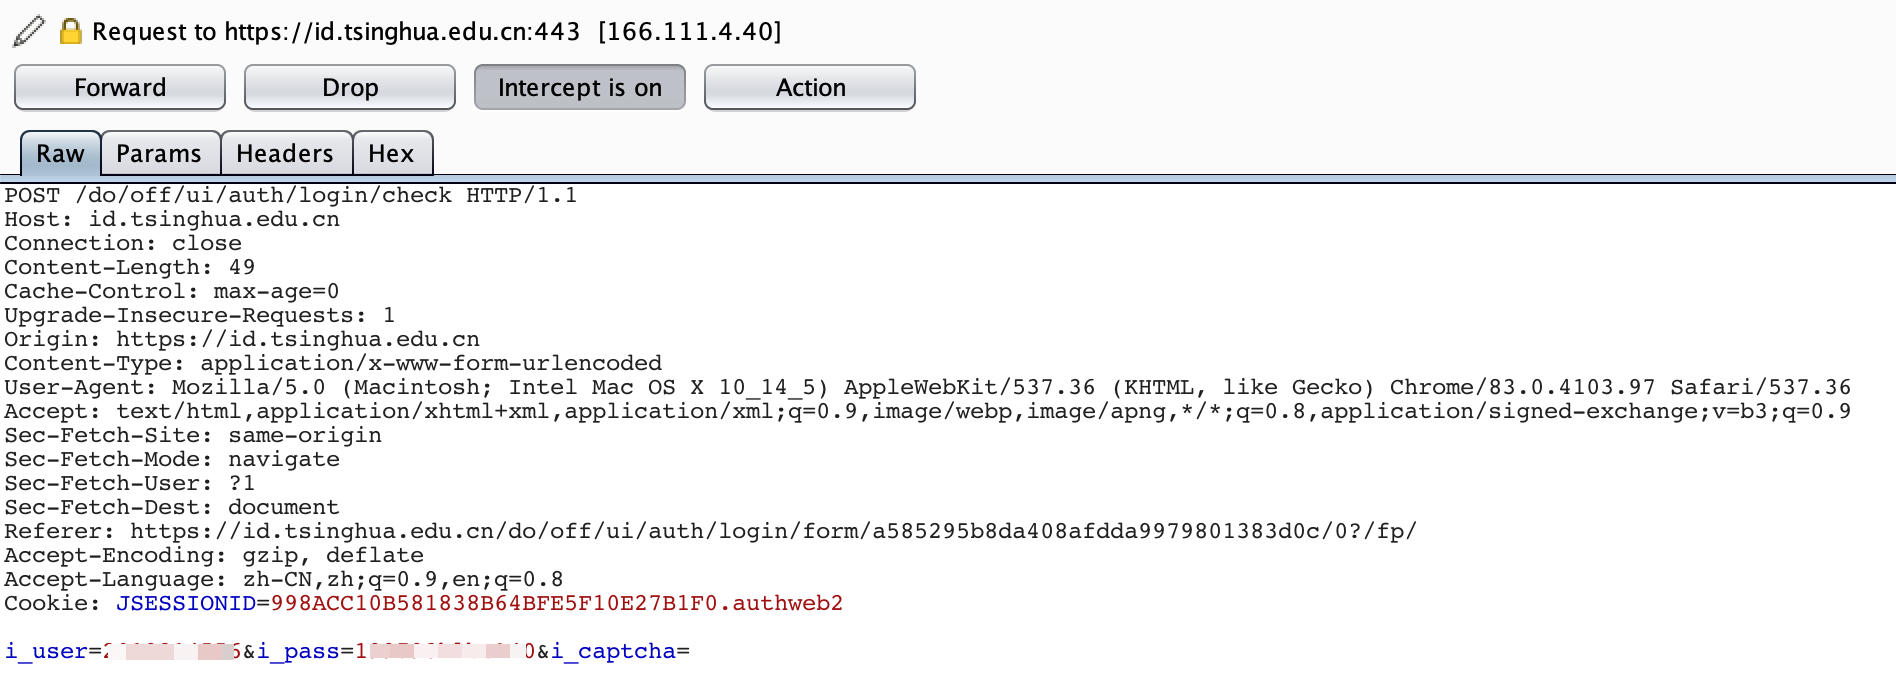 Request to https://id.tsinghua.edu.cn:443 [166.111.4.40]
Forward Drop Intercept is on Action
Raw Params Headers Hex
POST /do/off/ui/auth/login/check HTTP/1.1
Host: id.tsinghua.edu.cn
Connection: close
Content-Length: 49
Cache-Control: max-age=0
Upgrade-Insecure-Requests: 1
Origin: https://id.tsinghua.edu.cn
Content-Type: application/x-www-form-urlencoded
User-Agent: Mozilla/5.0 (Macintosh; Intel Mac OS X 10_14_5) AppleWebKit/537.36 (KHTML, like Gecko) Chrome/83.0.4103.97 Safari/537.36
Accept: text/html,application/xhtml+xml,application/xml;q=0.9,image/webp,image/apng,*/*;q=0.8,application/signed-exchange;v=b3;q=0.9
Sec-Fetch-Site: same-origin
Sec-Fetch-Mode: navigate
Sec-Fetch-User: ?1
Sec-Fetch-Dest: document
Referer: https://id.tsinghua.edu.cn/do/off/ui/auth/login/form/a585295b8da408afdda9979801383d0c/0?/fp/
Accept-Encoding: gzip, deflate
Accept-Language: zh-CN,zh;q=0.9,en;q=0.8
Cookie: JSESSIONID=998ACC10B581838B64BFE5F10E27B1F0.authweb2
i_user= &i_pass= &i_captcha=